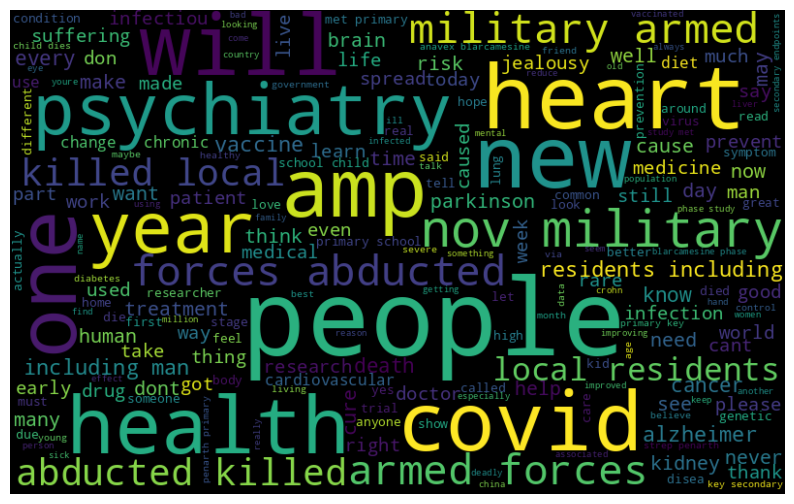 condition
infectiou
will
bad
looking
met primary
anavex blarcamesine
vaccinated
military armed
child dies
suffering
come
country
live
brain
friend
always
secondary endpoints
every
don
life
risk
jealousy
well
diet
may
use
make
made
spread
today
old
much
say
eye
youre
government
reduce
liver
different
psychiatry
heart
hope
around
prevention
virus
read
change
chronic
ill
real
infected
caused
lung
study met
vaccine
learn
school child
mental
cause
prevent
maybe
healthy
time
said
talk
symptom
killed local
amp
new
medicine
now
part
want
patient
love
tell
parkinson
population
still
day
man
work
using
year
think
family
even
common
look
phase study
great
one
medical
primary school
severe
something
week
nov military
actually
name
forces abducted
via
seem
better
blarcamesine phase
diabetes
used
researcher
people
residents including
find
home
treatment
best
getting
let
data
crohn
rare
know
died
good
million
die
month
hand
control
human
first
stage
feel
reason
high
infection
women
way
improving
primary key
need
world
including man
take
thing
body
research
death
kid
age
local residents
cant
early
drug dont
effect
cardiovascular
called
improved
got
living
yes
doctor
help
cancer
another
must
someone
cure
especially
care
keep
many
health
trial
covid
see
please
believe
due
young
anyone
show
genetic
really
right
alzheimer
person
penarth primary
strep penarth
kidney
never
sick
deadly
associated
disea
thank
abducted killed
armed forces
china
key secondary